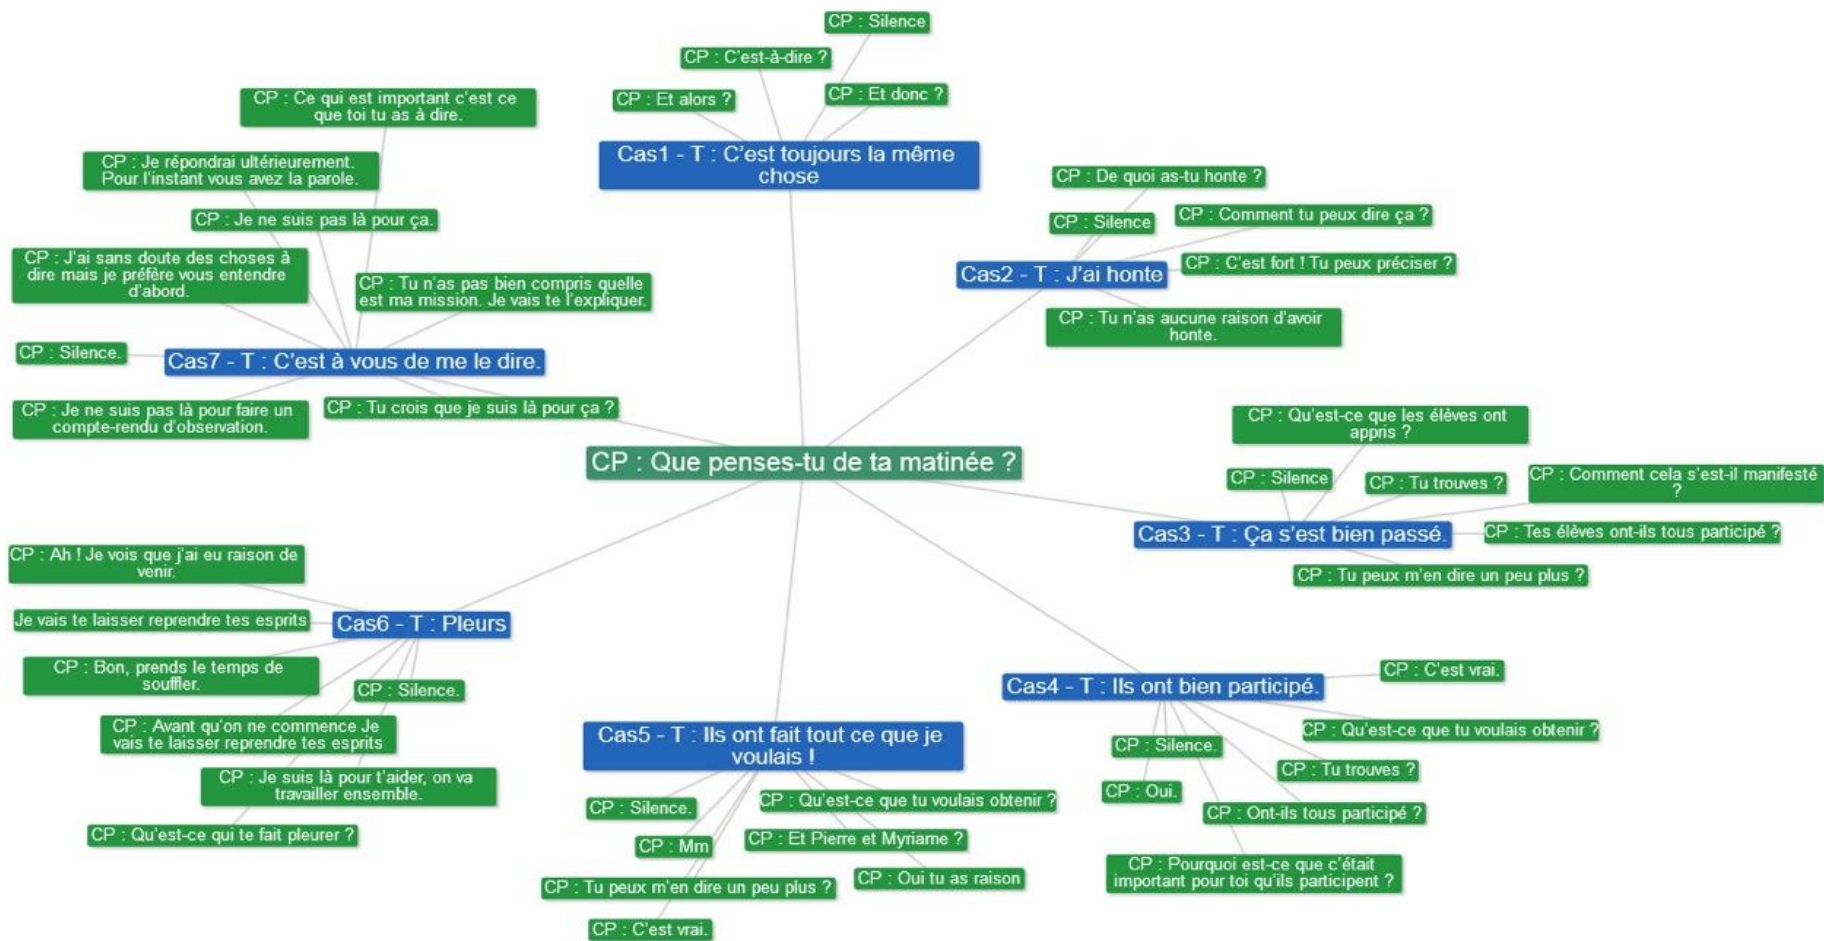 CP : Silence
CP : C'est-à-dire ?
CP : Et alors ?
CP : Et donc ?
Cas1 - T : C'est toujours la même
chose
CP : De quoi as-tu honte ?
CP : Silence
CP : Comment tu peux dire ça ?
CP : C'est fort ! Tu peux préciser ?
Cas2 - T : J'ai honte
CP : Tu n'as aucune raison d'avoir
honte.
CP : Ce qui est important c'est ce
que toi tu as à dire.
CP : Je répondrai ultérieurement.
Pour l'instant vous avez la parole.
CP : Je ne suis pas là pour ça.
CP : J'ai sans doute des choses à
dire mais je préfère vous entendre
d'abord.
CP : Tu n'as pas bien compris quelle
est ma mission. Je vais te l'expliquer.
CP : Silence.
Cas7 - T : C'est à vous de me le dire.
CP : Je ne suis pas là pour faire un
compte-rendu d'observation.
CP : Tu crois que je suis là pour ça ?
CP : Que penses-tu de ta matinée ?
CP : Qu'est-ce que les élèves ont
appris ?
CP : Silence
CP : Tu trouves ?
CP : Comment cela s'est-il manifesté
?
Cas3 - T : Ça s'est bien passé.
CP : Tes élèves ont-ils tous participé ?
CP : Tu peux m'en dire un peu plus ?
CP : Ah ! Je vois que j'ai eu raison de
venir.
Je vais te laisser reprendre tes esprits
Cas6 - T : Pleurs
CP : Bon, prends le temps de
souffler.
CP : Silence.
CP : Avant qu'on ne commence Je
vais te laisser reprendre tes esprits
CP : Je suis là pour t'aider, on va
travailler ensemble.
CP : Qu'est-ce qui te fait pleurer ?
Cas5 - T : Ils ont fait tout ce que je
voulais !
CP : Silence.
CP : Qu'est-ce que tu voulais obtenir ?
CP : Mm
CP : Et Pierre et Myriame ?
CP : Tu peux m'en dire un peu plus ?
CP : Oui tu as raison
CP : C'est vrai.
CP : C'est vrai.
Cas4 - T : Ils ont bien participé.
CP : Qu'est-ce que tu voulais obtenir ?
CP : Silence.
CP : Tu trouves ?
CP : Oui.
CP : Ont-ils tous participé ?
CP : Pourquoi est-ce que c'était
important pour toi qu'ils participent ?